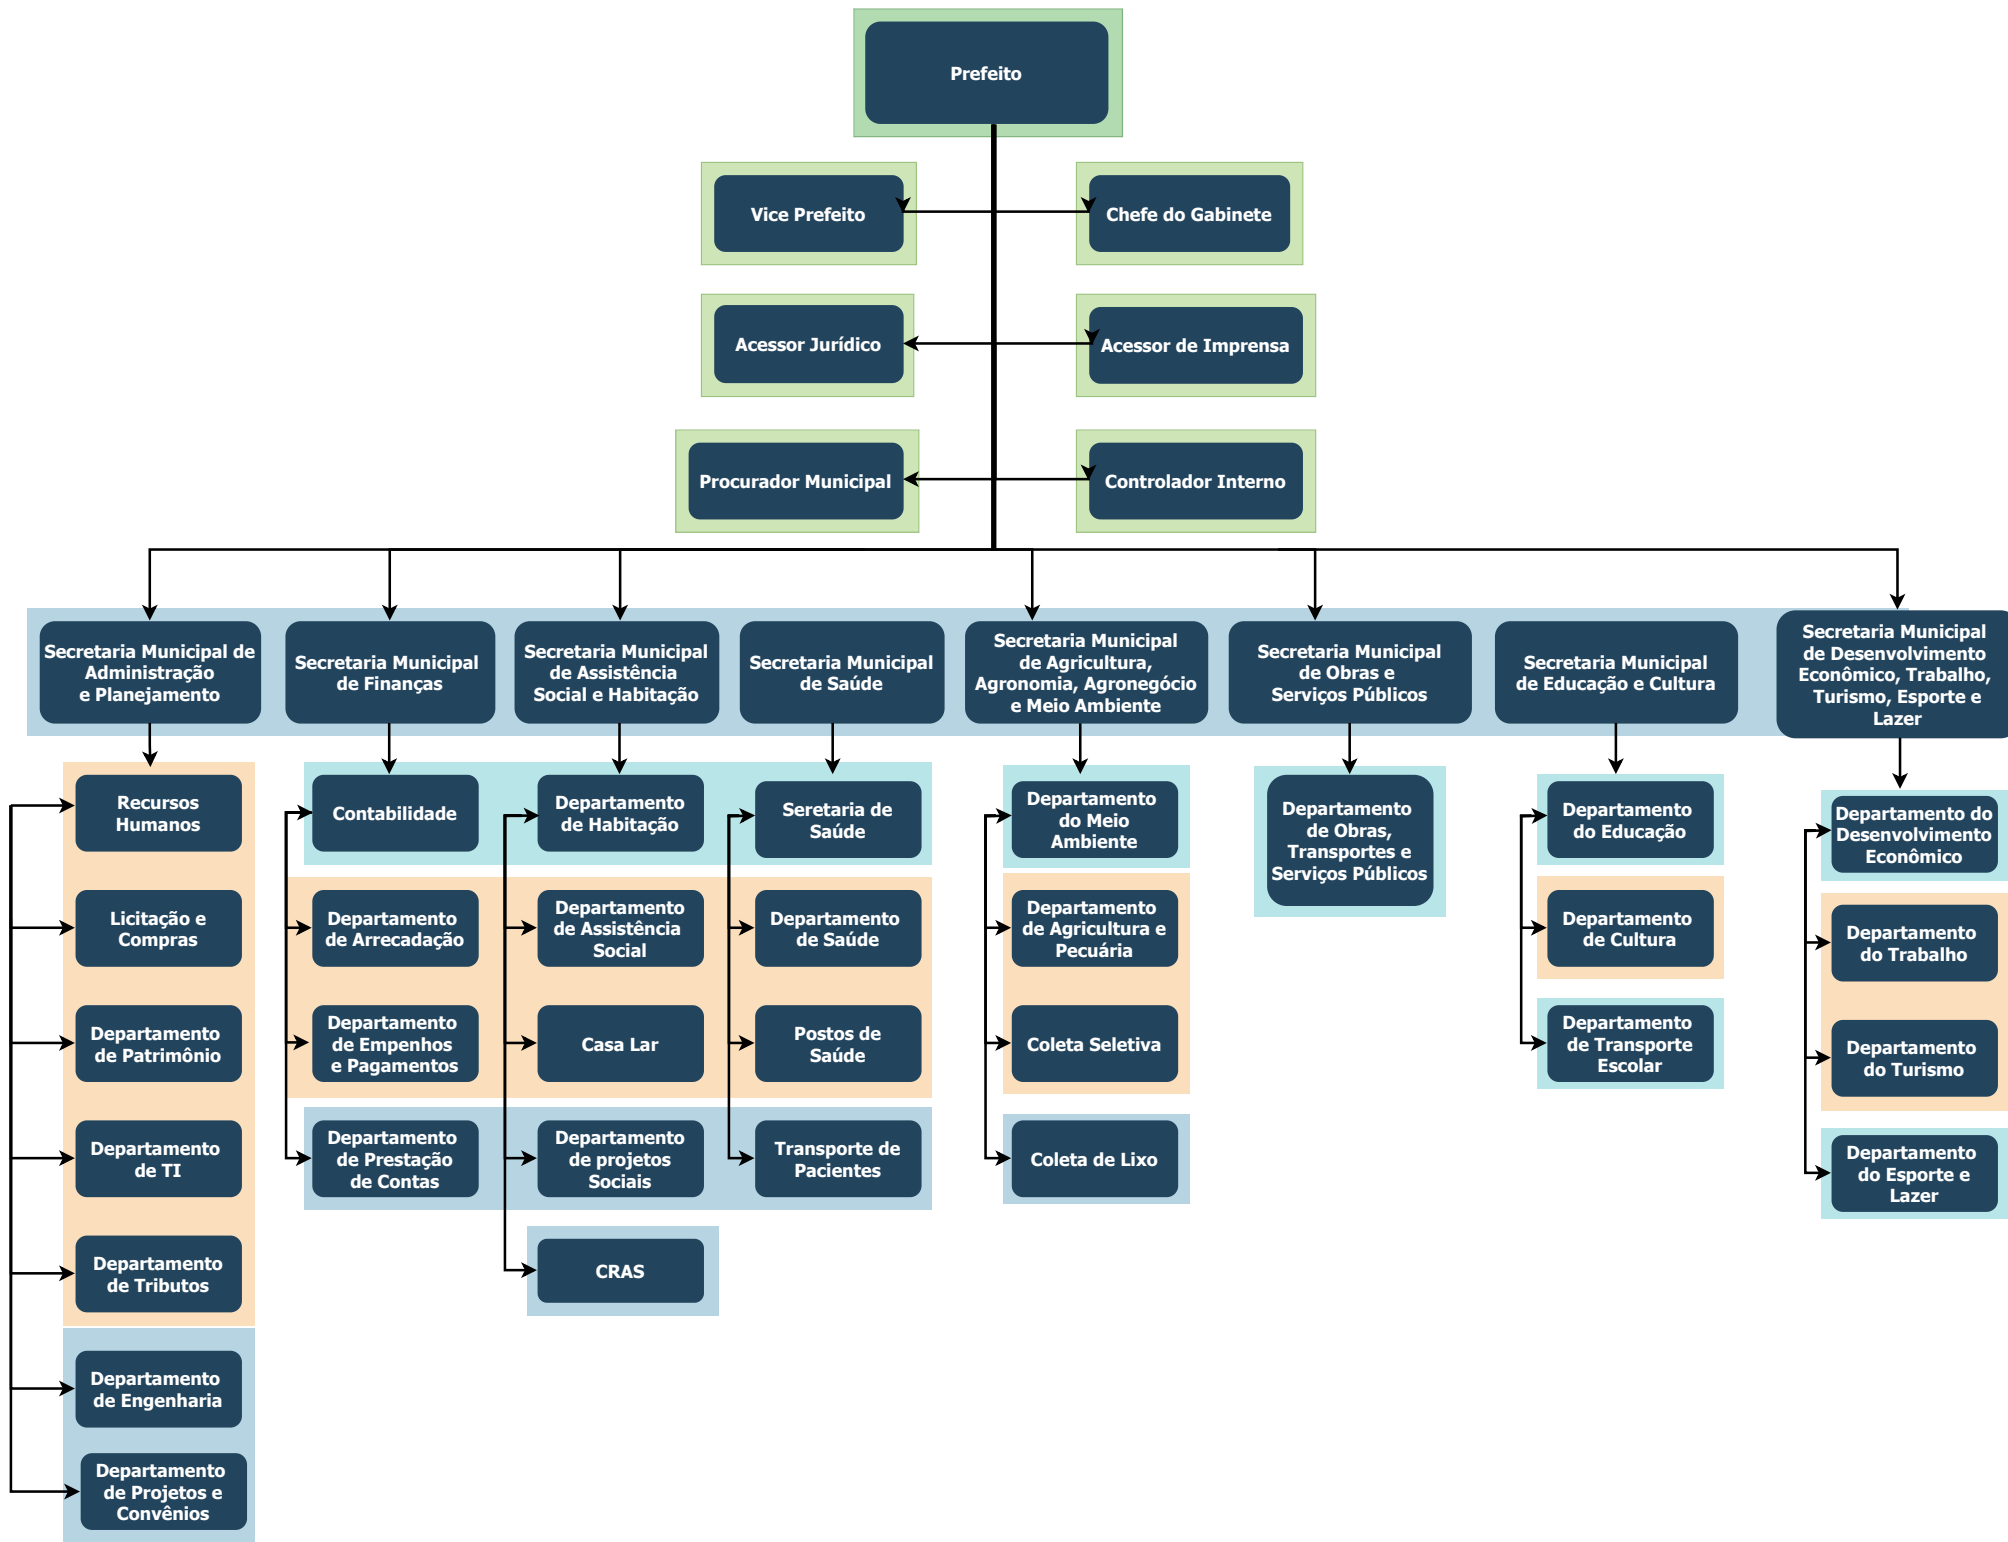 Prefeito
Vice Prefeito
Chefe do Gabinete
Acessor Jurídico
Acessor de Imprensa
Procurador Municipal
Controlador Interno
Secretaria Municipal de
Administração
e Planejamento
Secretaria Municipal
de Finanças
Secretaria Municipal
de Assistência
Social e Habitação
Secretaria Municipal
de Saúde
Secretaria Municipal
de Agricultura,
Agronomia, Agronegócio
e Meio Ambiente
Secretaria Municipal
de Obras e
Serviços Públicos
Secretaria Municipal
de Educação e Cultura
Secretaria Municipal
de Desenvolvimento
Econômico, Trabalho,
Turismo, Esporte e
Lazer
Recursos
Humanos
Licitação e
Compras
Departamento
de Patrimônio
Departamento
de TI
Departamento
de Tributos
Departamento
de Engenharia
Departamento
de Projetos e
Convênios
Contabilidade
Departamento
de Arrecadação
Departamento
de Empenhos
e Pagamentos
Departamento
de Prestação
de Contas
Departamento
de Habitação
Departamento
de Assistência
Social
Casa Lar
Departamento
de projetos
Sociais
CRAS
Seretaria de
Saúde
Departamento
de Saúde
Postos de
Saúde
Transporte de
Pacientes
Departamento
do Meio
Ambiente
Departamento
de Agricultura e
Pecuária
Coleta Seletiva
Coleta de Lixo
Departamento
de Obras,
Transportes e
Serviços Públicos
Departamento
do Educação
Departamento
de Cultura
Departamento
de Transporte
Escolar
Departamento do
Desenvolvimento
Econômico
Departamento
do Trabalho
Departamento
do Turismo
Departamento
do Esporte e
Lazer